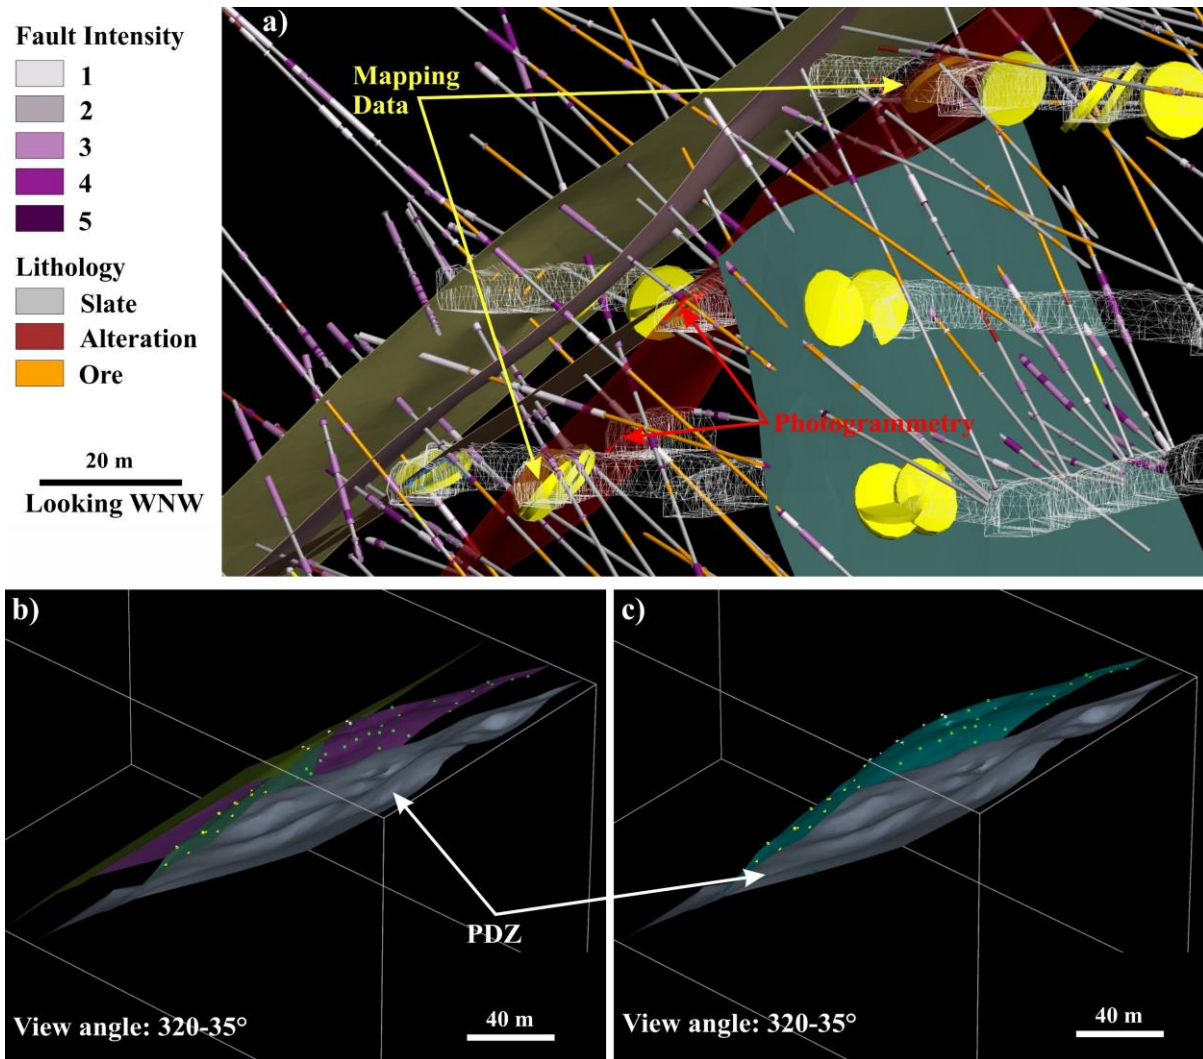 Fault Intensity
1
2
3
4
5
Lithology
Slate
Alteration
Ore
20 m
Looking WNW
a)
Mapping
Data
Photogrammetry
b)
c)
PDZ
View angle: 320-35°
40 m
View angle: 320-35°
40 m